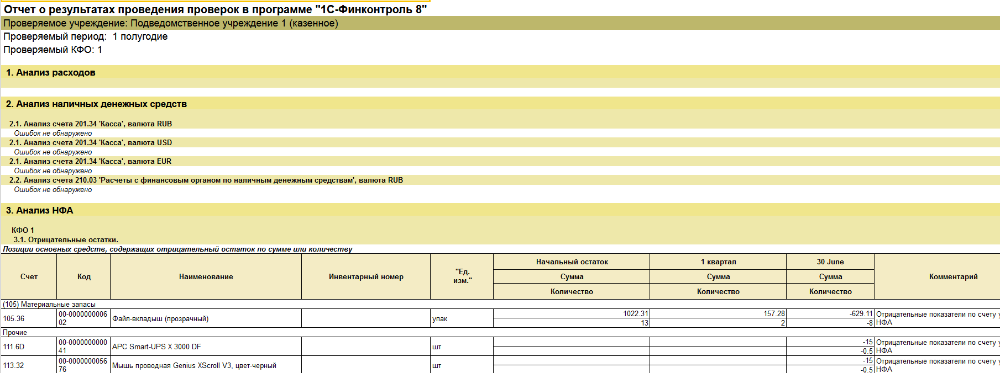 Отчет о результатах проведения проверок в программе "1С-Финконтроль 8"
Проверяемое учреждение: Подведомственное учреждение 1 (казенное)
Проверяемый период: 1 полугодие
Проверяемый КФО: 1
1. Анализ расходов
2. Анализ наличных денежных средств
2.1. Анализ счета 201.34 'Касса', валюта RUB
Ошибок не обнаружено
2.1. Анализ счета 201.34 'Касса', валюта USD
Ошибок не обнаружено
2.1. Анализ счета 201.34 'Касса', валюта EUR
Ошибок не обнаружено
2.2. Анализ счета 210.03 'Расчеты с финансовым органом по наличным денежным средствам', валюта RUB
Ошибок не обнаружено
3. Анализ НФА
КФО 1
3.1. Отрицательные остатки.
Позиции основных средств, содержащих отрицательный остаток по сумме или количеству
Счет Код Наименование Инвентарный номер "Ед. изм." Начальный остаток 1 квартал 30 June Комментарий
Сумма Сумма Сумма
Количество Количество Количество
(105) Материальные запасы
105.36 00-0000000006 02 Файл-вкладыш (прозрачный) упак 1022.31 157.28 -629.11 Отрицательные показатели по счету у
13 2 -8 НФА
Прочие
111.6D 00-0000000000 41 APC Smart-UPS X 3000 DF шт -15 Отрицательные показатели по счету у
-0.5 НФА
113.32 00-0000000056 76 Мышь проводная Genius XScroll V3, цвет-черный шт -15 Отрицательные показатели по счету у
-0.5 НФА